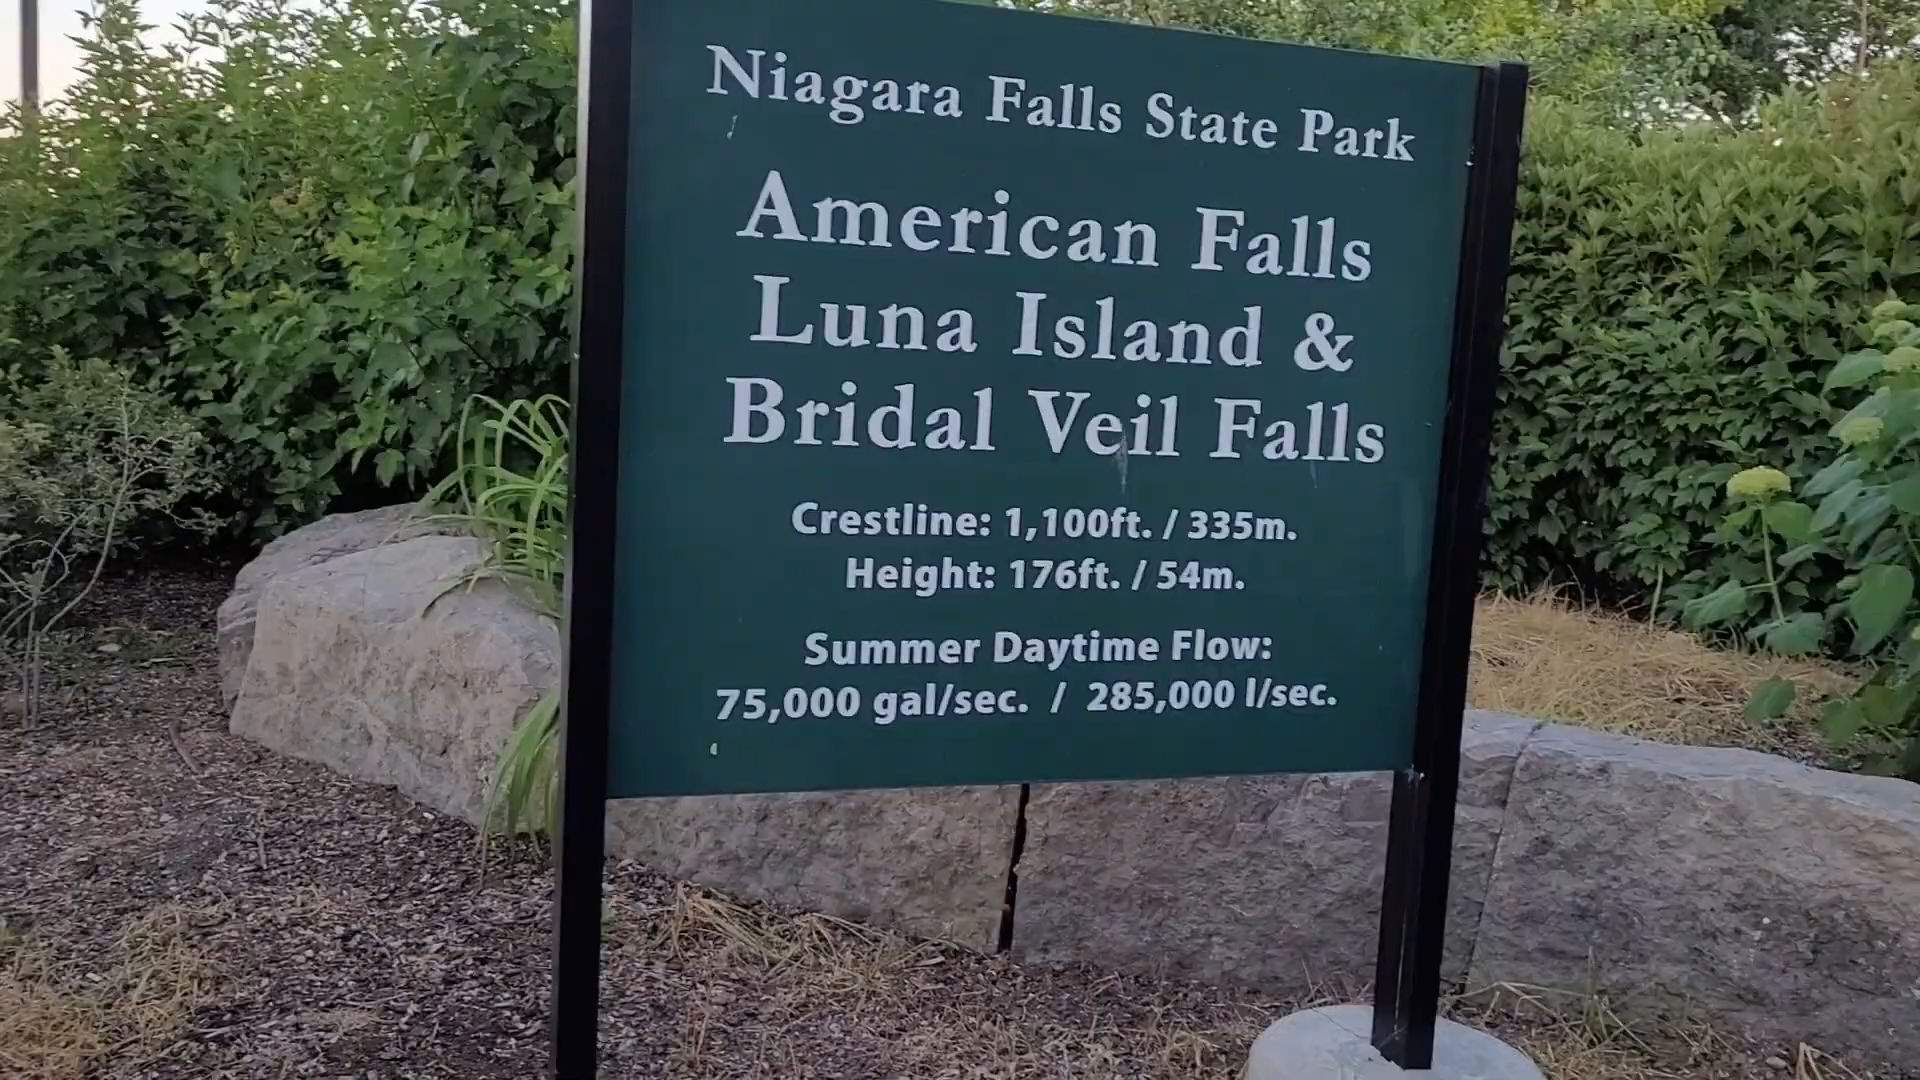 Niagara Falls State Park
American Falls
Luna Island &
Bridal Veil Falls
Crestline: 1,100ft. / 335m.
Height: 176ft. / 54m.
Summer Daytime Flow:
75,000 gal/sec. / 285,000 l/sec.